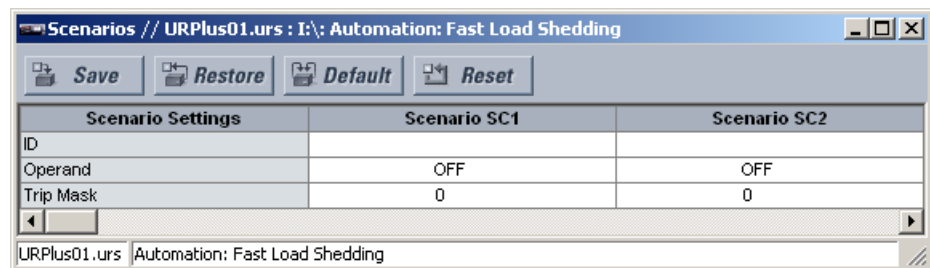 Scenarios // URPlus01.urs : I:\: Automation: Fast Load Shedding
Save Restore Default Reset
Scenario Settings Scenario SC1 Scenario SC2
ID
Operand OFF OFF
Trip Mask 0 0
URPlus01.urs Automation: Fast Load Shedding